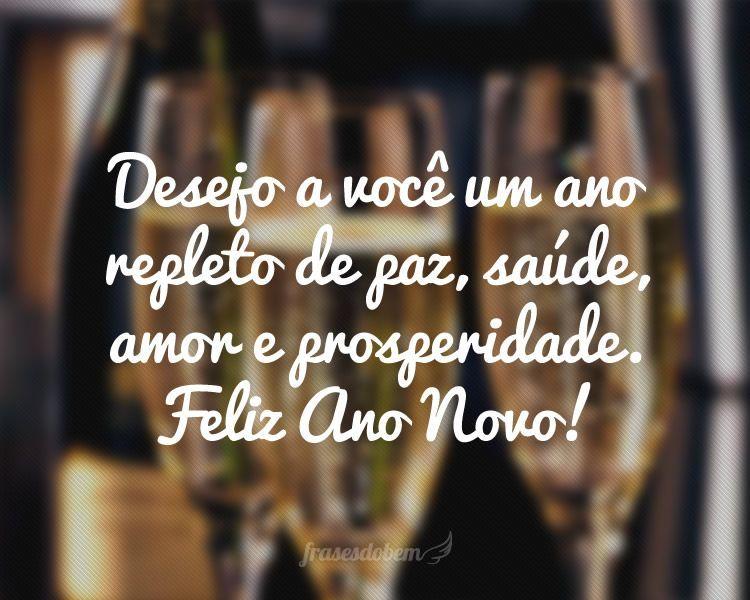 Desejo a você um ano
repleto de paz, saúde,
amor e prosperidade.
Feliz Ano Novo!
frasesdobem